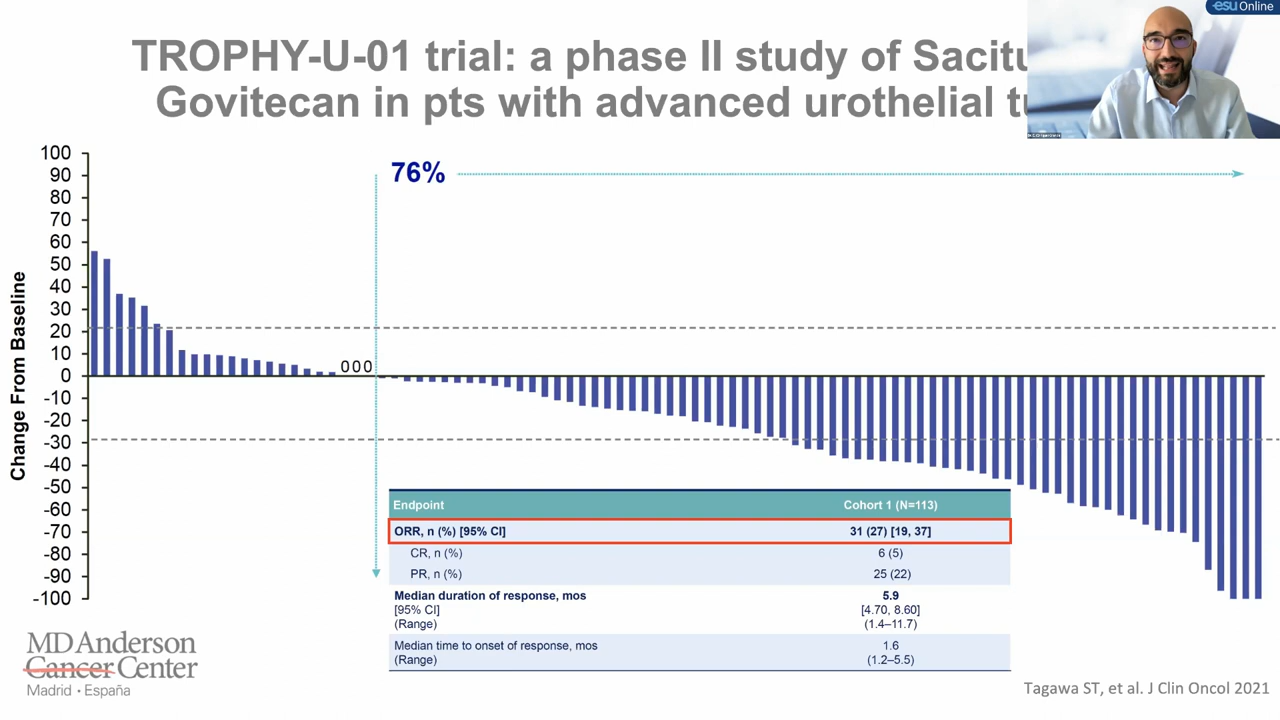 esu Online
TROPHY-U-01 trial: a phase II study of Sacitu
Govitecan in pts with advanced urothelial tu
76%
Change From Baseline
100
90
80
70
60
50
40
30
20
10
0
-10
-20
-30
-40
-50
-60
-70
-80
-90
-100
0 0 0
Endpoint Cohort 1 (N=113)
ORR, n (%) [95% CI] 31 (27) [19, 37]
CR, n (%) 6 (5)
PR, n (%) 25 (22)
Median duration of response, mos 5.9
[95% CI] [4.70, 8.60]
(Range) (1.4–11.7)
Median time to onset of response, mos 1.6
(Range) (1.2–5.5)
MD Anderson
Cancer Center
Madrid • España
Tagawa ST, et al. J Clin Oncol 2021